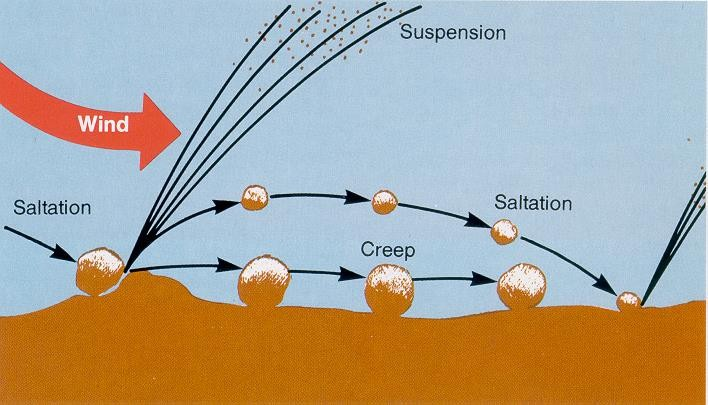 Suspension
Wind
Saltation
Saltation
Creep